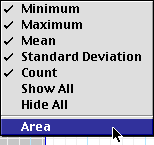 Minimum
Maximum
Mean
Standard Deviation
Count
Show All
Hide All
Area